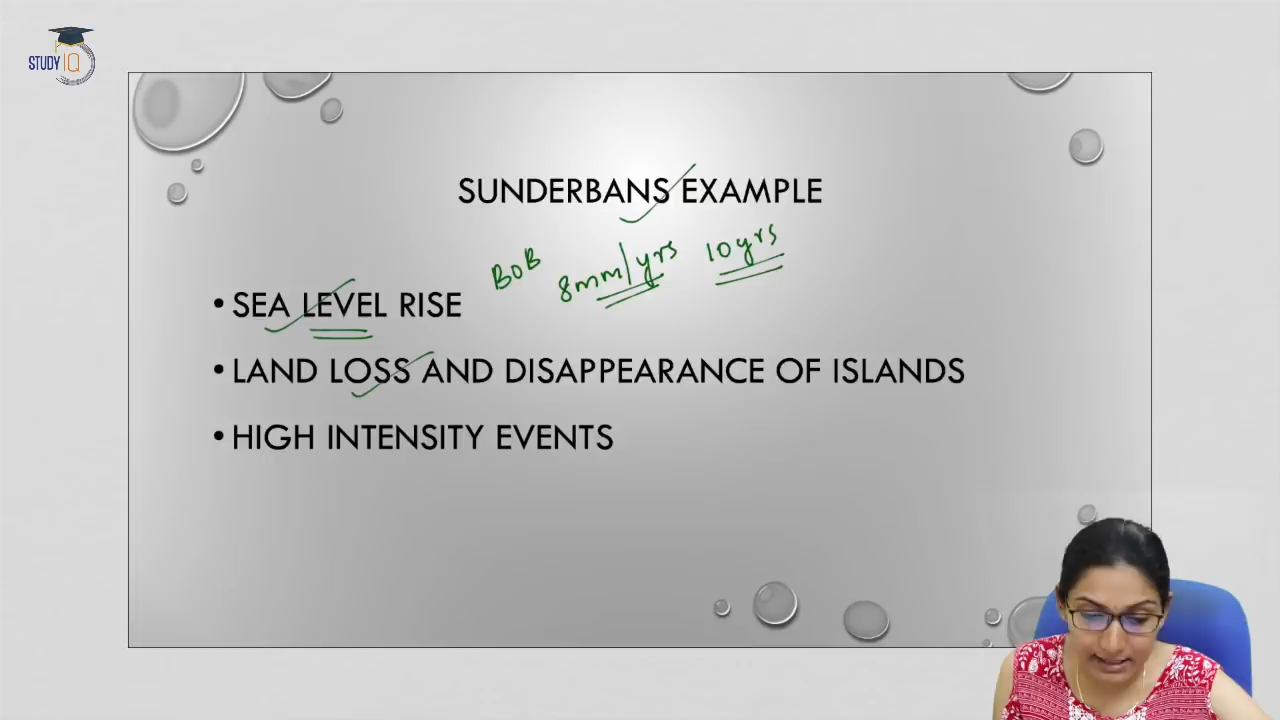 STUDY IQ
SUNDERBANS EXAMPLE
BOB 8mm/yrs 10yrs
• SEA LEVEL RISE
• LAND LOSS AND DISAPPEARANCE OF ISLANDS
• HIGH INTENSITY EVENTS